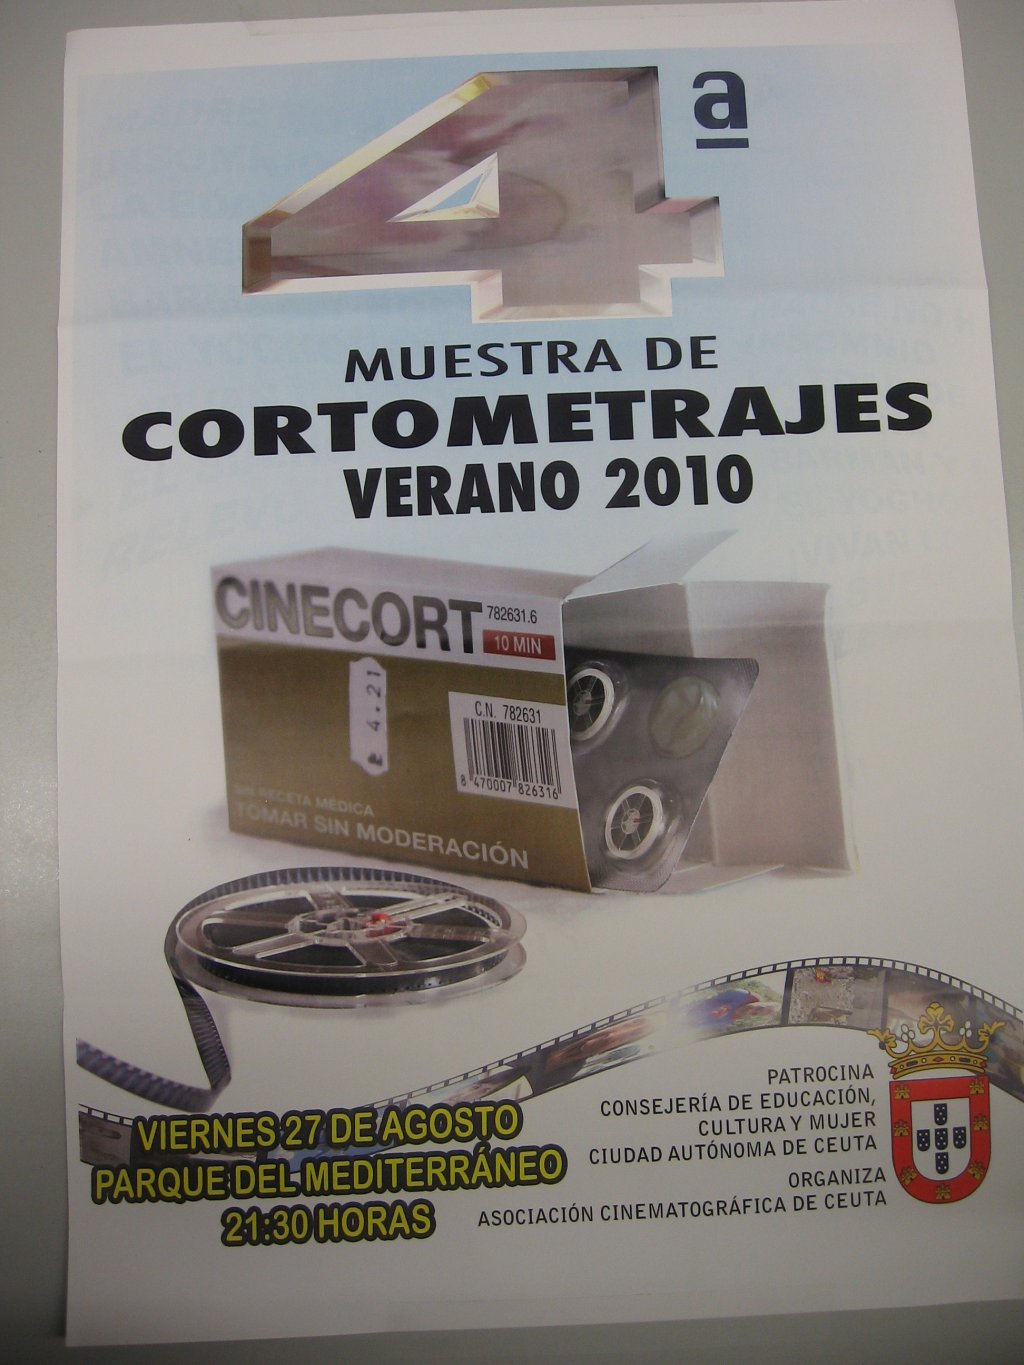 4ª
MUESTRA DE
CORTOMETRAJES
VERANO 2010
CINECORT
782631.6
10 MIN
4.21
C.N. 782631
8 470007 826316
SIN RECETA MÉDICA
TOMAR SIN MODERACIÓN
VIERNES 27 DE AGOSTO
PARQUE DEL MEDITERRÁNEO
21:30 HORAS
PATROCINA
CONSEJERÍA DE EDUCACIÓN,
CULTURA Y MUJER
CIUDAD AUTÓNOMA DE CEUTA
ORGANIZA
ASOCIACIÓN CINEMATOGRÁFICA DE CEUTA